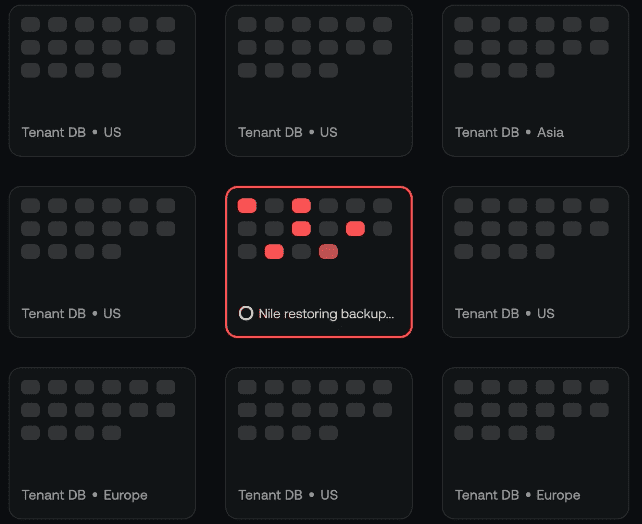 Tenant DB • US
Tenant DB • US
Tenant DB • Asia
Tenant DB • US
Nile restoring backup...
Tenant DB • US
Tenant DB • Europe
Tenant DB • US
Tenant DB • Europe